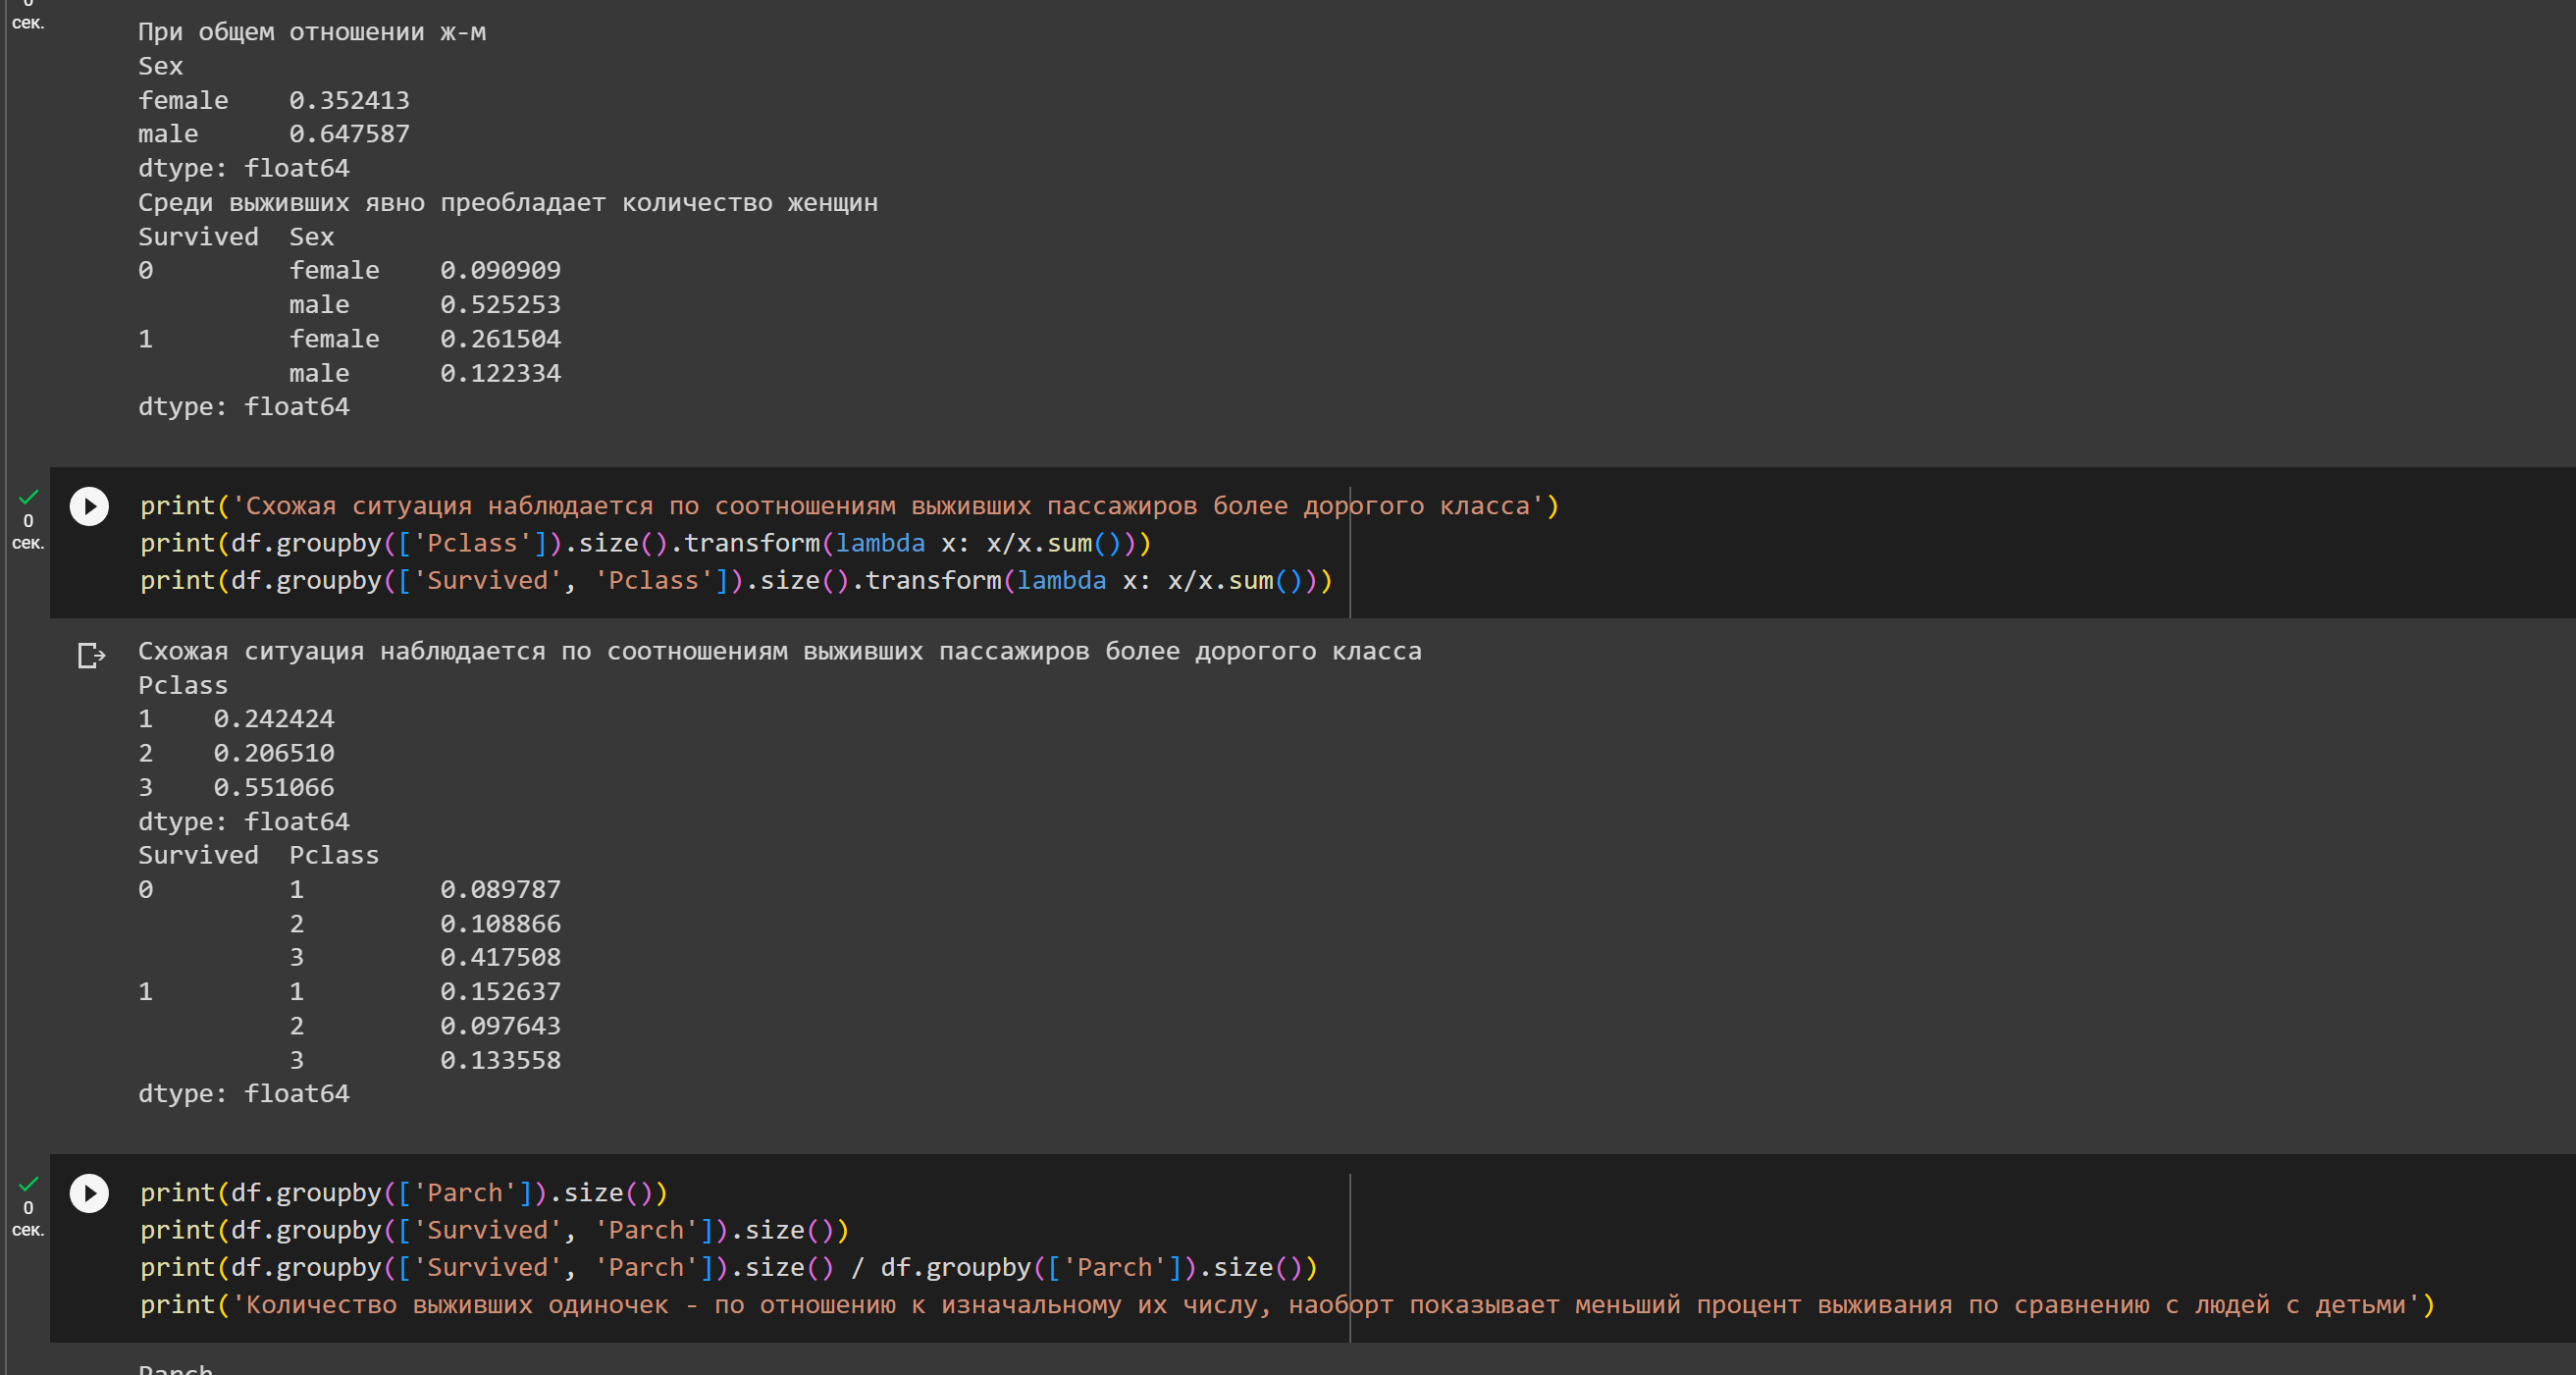 0
сек.
При общем отношении ж-м
Sex
female    0.352413
male      0.647587
dtype: float64
Среди выживших явно преобладает количество женщин
Survived  Sex
0         female    0.090909
          male      0.525253
1         female    0.261504
          male      0.122334
dtype: float64
0
сек.
print('Схожая ситуация наблюдается по соотношениям выживших пассажиров более дорогого класса')
print(df.groupby(['Pclass']).size().transform(lambda x: x/x.sum()))
print(df.groupby(['Survived', 'Pclass']).size().transform(lambda x: x/x.sum()))
Схожая ситуация наблюдается по соотношениям выживших пассажиров более дорогого класса
Pclass
1    0.242424
2    0.206510
3    0.551066
dtype: float64
Survived  Pclass
0         1         0.089787
          2         0.108866
          3         0.417508
1         1         0.152637
          2         0.097643
          3         0.133558
dtype: float64
0
сек.
print(df.groupby(['Parch']).size())
print(df.groupby(['Survived', 'Parch']).size())
print(df.groupby(['Survived', 'Parch']).size() / df.groupby(['Parch']).size())
print('Количество выживших одиночек - по отношению к изначальному их числу, наоборт показывает меньший процент выживания по сравнению с людей с детьми')
Parch